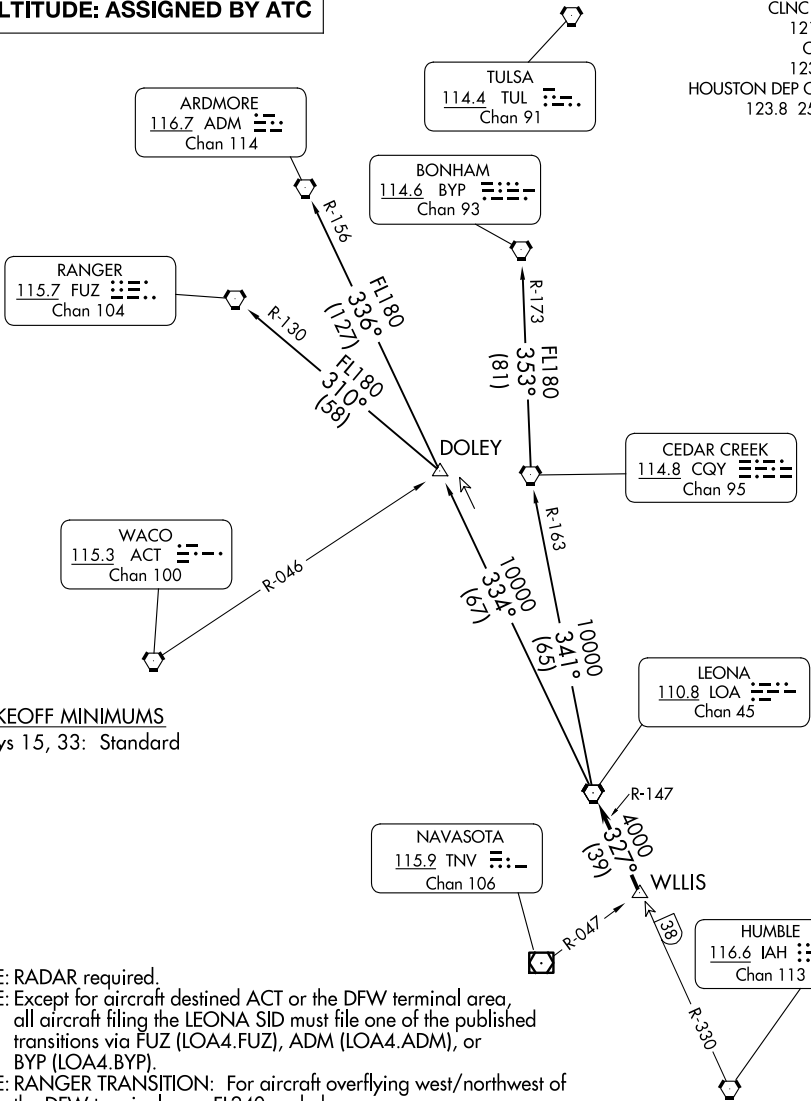 LTITUDE: ASSIGNED BY ATC
CLNC
HOUSTON DEP C
123.8 25
TULSA
114.4 TUL
Chan 91
ARDMORE
116.7 ADM
Chan 114
BONHAM
114.6 BYP
Chan 93
R-156
RANGER
115.7 FUZ
Chan 104
R-130
R-173
FL180
336°
(127)
FL180
310°
(58)
FL180
353°
(81)
DOLEY
CEDAR CREEK
114.8 CQY
Chan 95
R-163
WACO
115.3 ACT
Chan 100
R-046
10000
334°
(67)
10000
341°
(65)
LEONA
110.8 LOA
Chan 45
KEOFF MINIMUMS
ys 15, 33: Standard
R-147
4000
327°
(39)
NAVASOTA
115.9 TNV
Chan 106
WLLIS
R-047
38
HUMBLE
116.6 IAH
Chan 113
R-330
E: RADAR required.
E: Except for aircraft destined ACT or the DFW terminal area,
all aircraft filing the LEONA SID must file one of the published
transitions via FUZ (LOA4.FUZ), ADM (LOA4.ADM), or
BYP (LOA4.BYP).
E: RANGER TRANSITION: For aircraft overflying west/northwest of